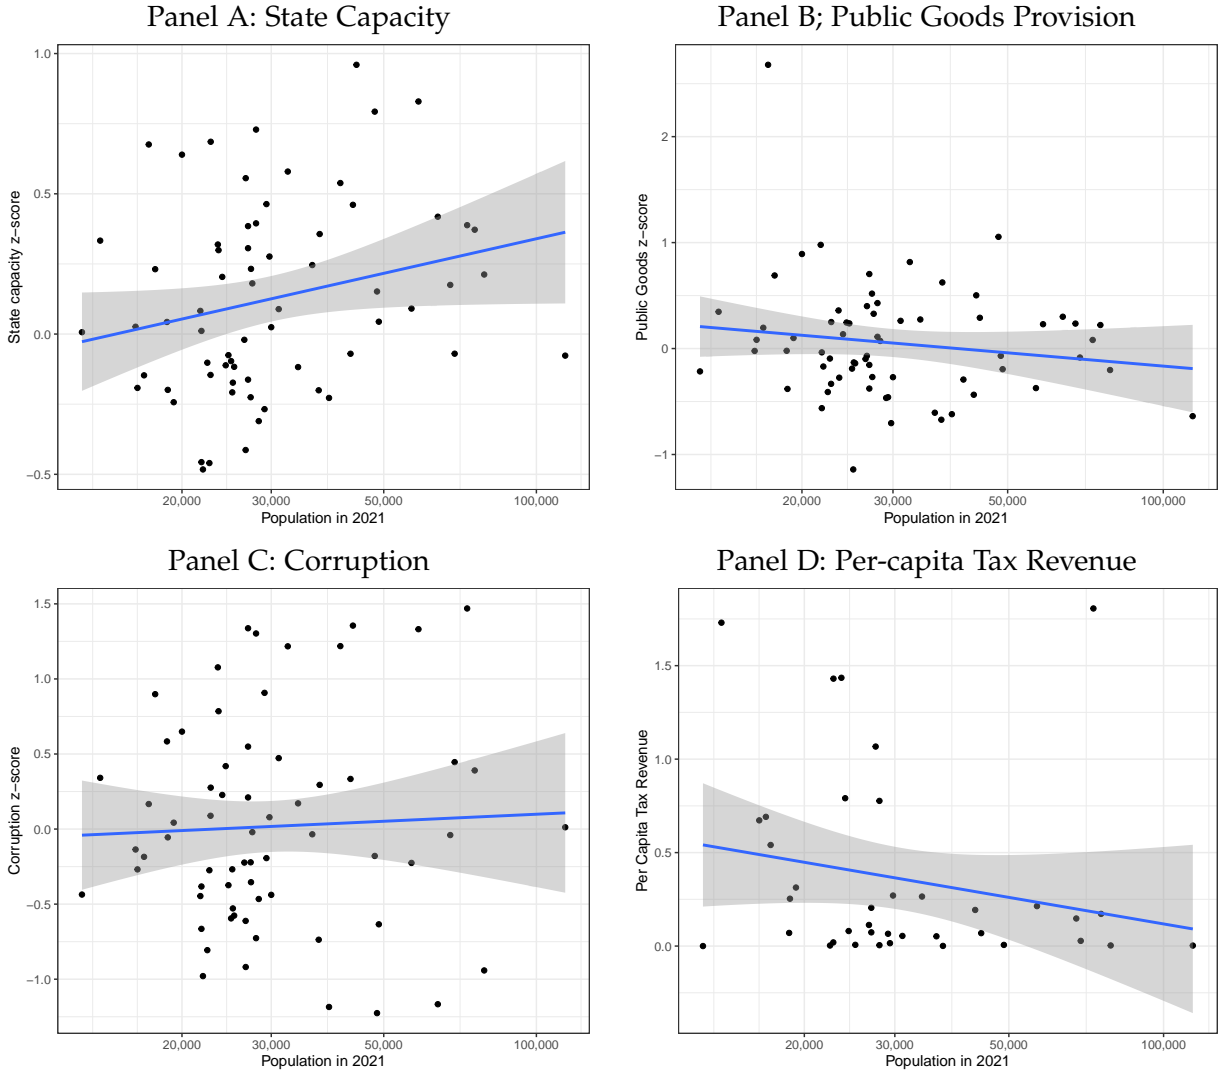 Panel A: State Capacity
State capacity z−score
1.0
0.5
0.0
−0.5
20,000 30,000 50,000 100,000
Population in 2021
Panel B; Public Goods Provision
Public Goods z−score
2
1
0
−1
20,000 30,000 50,000 100,000
Population in 2021
Panel C: Corruption
Corruption z−score
1.5
1.0
0.5
0.0
−0.5
−1.0
20,000 30,000 50,000 100,000
Population in 2021
Panel D: Per-capita Tax Revenue
Per Capita Tax Revenue
1.5
1.0
0.5
0.0
20,000 30,000 50,000 100,000
Population in 2021